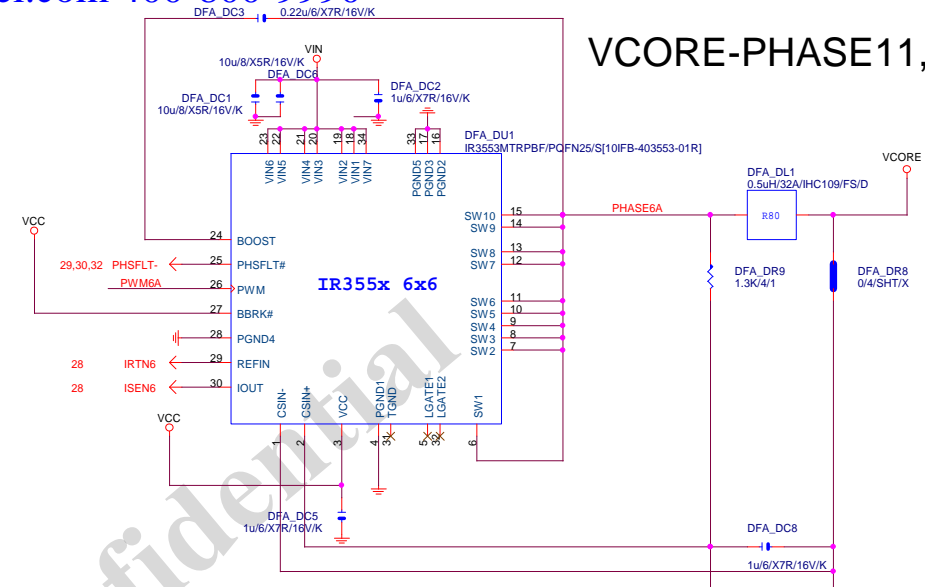 DFA_DC3 0.22u/6/X7R/16V/K
VCORE-PHASE11,
VIN
10u/8/X5R/16V/K
DFA_DC6
DFA_DC1
10u/8/X5R/16V/K
DFA_DC2
1u/6/X7R/16V/K
DFA_DU1
IR3553MTRPBF/PQFN25/S[10IFB-403553-01R]
23 22 21 20 19 18 34 33 17 16
VIN6 VIN5 VIN4 VIN3 VIN2 VIN1 VIN7 PGND5 PGND3 PGND2
VCORE
DFA_DL1
0.5uH/32A/IHC109/FS/D
R80
PHASE6A
VCC
24 BOOST
29,30,32 PHSFLT- 25 PHSFLT#
PWM6A 26 PWM
27 BBRK#
28 PGND4
28 IRTN6 29 REFIN
28 ISEN6 30 IOUT
IR355x 6x6
SW10 15
SW9 14
SW8 13
SW7 12
SW6 11
SW5 10
SW4 9
SW3 8
SW2 7
DFA_DR9
1.3K/4/1
DFA_DR8
0/4/SHT/X
CSIN- CSIN+ VCC PGND1 TGND LGATE1 LGATE2 SW1
1 2 3 4 31 5 32 6
VCC
DFA_DC5
1u/6/X7R/16V/K
DFA_DC8
1u/6/X7R/16V/K
fidential